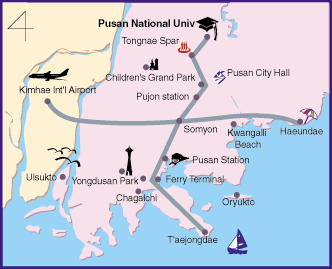 Pusan National Univ
Tongnae Spar
Children's Grand Park
Pusan City Hall
Kimhae Int'l Airport
Pujon station
Somyon
Kwangalli
Beach
Haeundae
Pusan Station
Ulsukto
Yongdusan Park
Ferry Terminal
Chagalchi
Oryukto
T'aejongdae